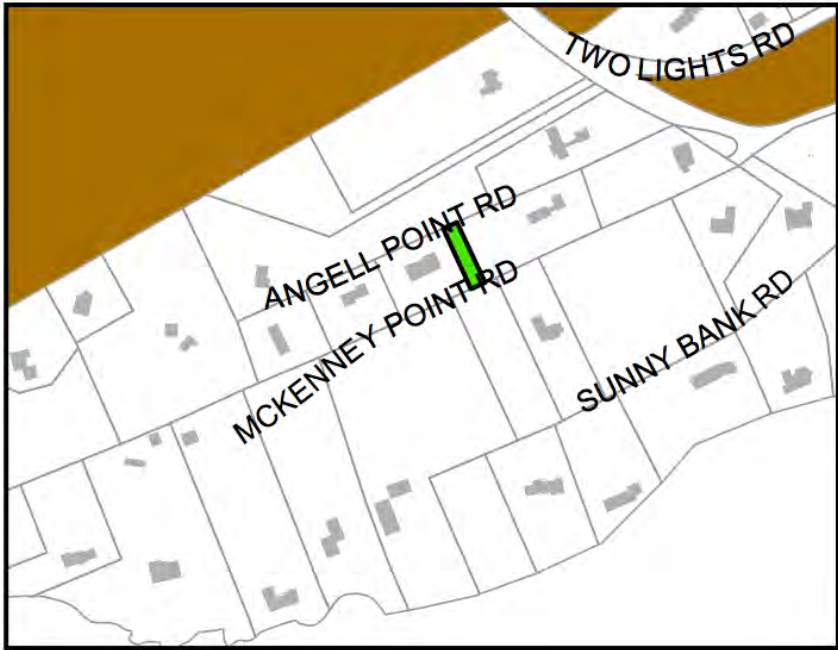 TWO LIGHTS RD
ANGELL POINT RD
MCKENNEY POINT RD
SUNNY BANK RD